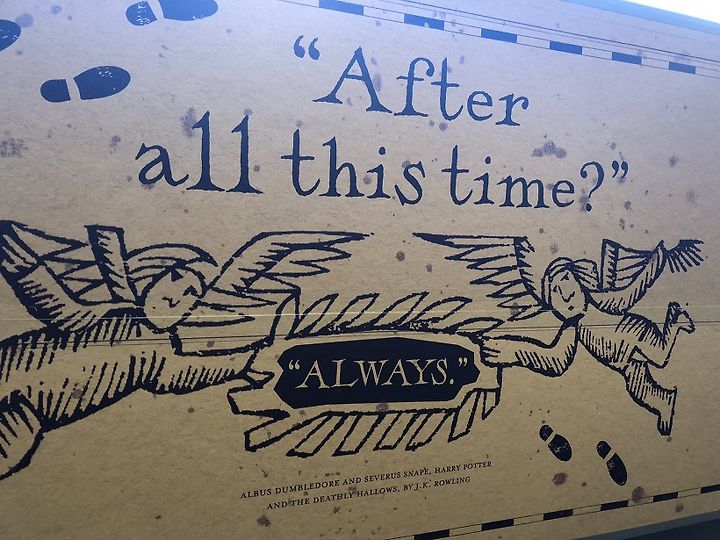 “After
all this time?”
“ALWAYS.”
ALBUS DUMBLEDORE AND SEVERUS SNAPE, HARRY POTTER
AND THE DEATHLY HALLOWS, BY J.K. ROWLING